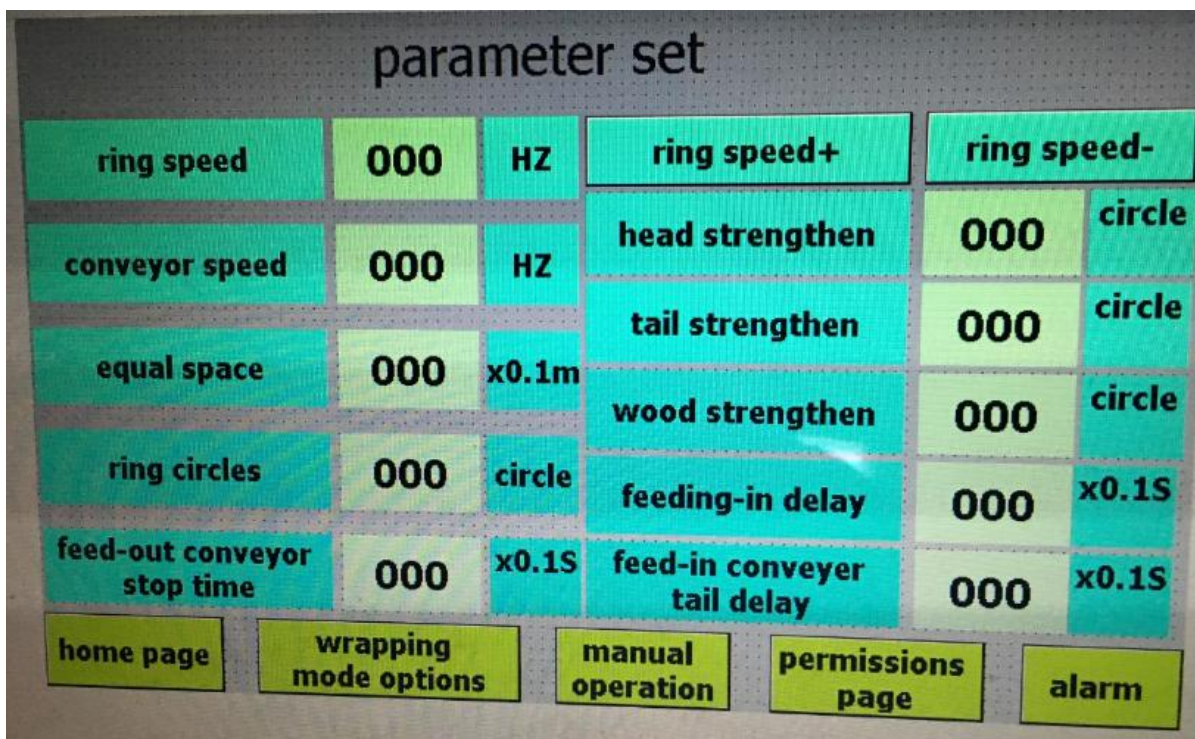 parameter set
ring speed 000 HZ
ring speed+ ring speed-
conveyor speed 000 HZ
head strengthen 000 circle
equal space 000 x0.1m
tail strengthen 000 circle
wood strengthen 000 circle
ring circles 000 circle
feeding-in delay 000 x0.1S
feed-out conveyor
stop time 000 x0.1S
feed-in conveyer
tail delay 000 x0.1S
home page
wrapping
mode options
manual
operation
permissions
page
alarm